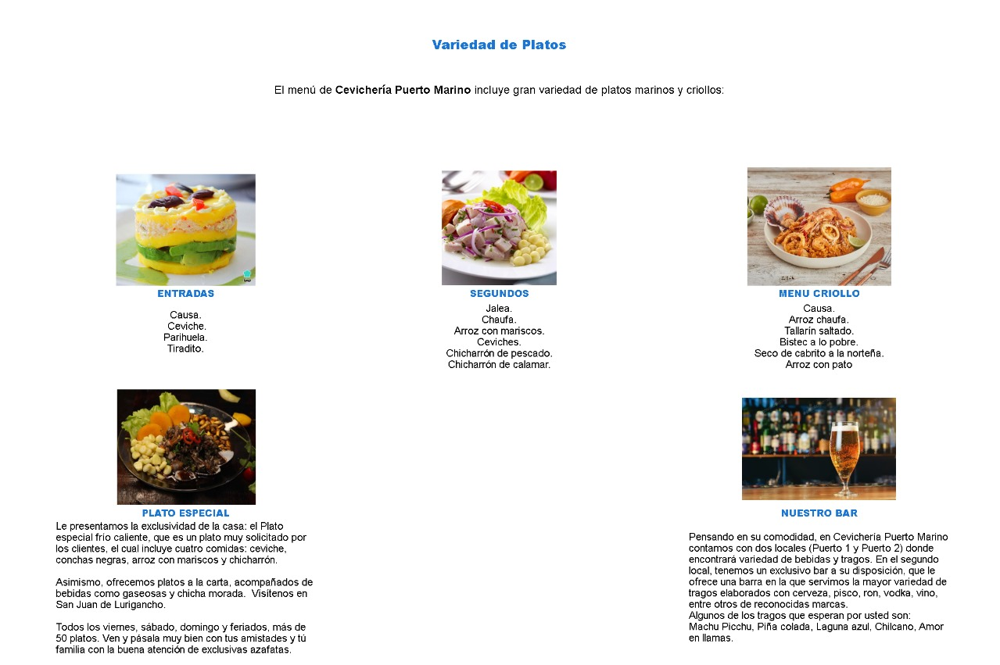 Variedad de Platos
El menú de Cevichería Puerto Marino incluye gran variedad de platos marinos y criollos:
ENTRADAS
Causa.
Ceviche.
Parihuela.
Tiradito.
SEGUNDOS
Jalea.
Chaufa.
Arroz con mariscos.
Ceviches.
Chicharrón de pescado.
Chicharrón de calamar.
MENU CRIOLLO
Causa.
Arroz chaufa.
Tallarín saltado.
Bistec a lo pobre.
Seco de cabrito a la norteña.
Arroz con pato
PLATO ESPECIAL
Le presentamos la exclusividad de la casa: el Plato
especial frío caliente, que es un plato muy solicitado por
los clientes, el cual incluye cuatro comidas: ceviche,
conchas negras, arroz con mariscos y chicharrón.
Asimismo, ofrecemos platos a la carta, acompañados de
bebidas como gaseosas y chicha morada.  Visítenos en
San Juan de Lurigancho.
Todos los viernes, sábado, domingo y feriados, más de
50 platos. Ven y pásala muy bien con tus amistades y tú
familia con la buena atención de exclusivas azafatas.
NUESTRO BAR
Pensando en su comodidad, en Cevichería Puerto Marino
contamos con dos locales (Puerto 1 y Puerto 2) donde
encontrará variedad de bebidas y tragos. En el segundo
local, tenemos un exclusivo bar a su disposición, que le
ofrece una barra en la que servimos la mayor variedad de
tragos elaborados con cerveza, pisco, ron, vodka, vino,
entre otros de reconocidas marcas.
Algunos de los tragos que esperan por usted son:
Machu Picchu, Piña colada, Laguna azul, Chilcano, Amor
en llamas.